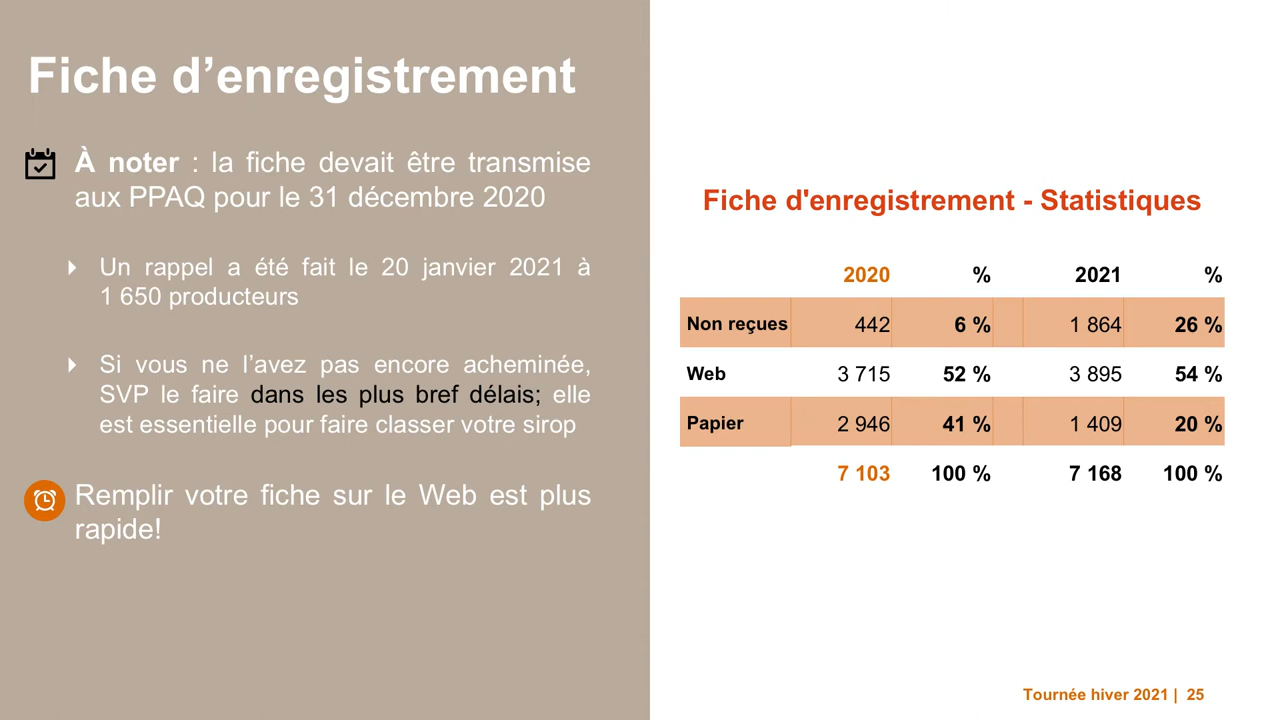 Fiche d’enregistrement
À noter : la fiche devait être transmise
aux PPAQ pour le 31 décembre 2020
Un rappel a été fait le 20 janvier 2021 à
1 650 producteurs
Si vous ne l’avez pas encore acheminée,
SVP le faire dans les plus bref délais; elle
est essentielle pour faire classer votre sirop
Remplir votre fiche sur le Web est plus
rapide!
Fiche d'enregistrement - Statistiques
2020 % 2021 %
Non reçues 442 6 % 1 864 26 %
Web 3 715 52 % 3 895 54 %
Papier 2 946 41 % 1 409 20 %
7 103 100 % 7 168 100 %
Tournée hiver 2021 | 25